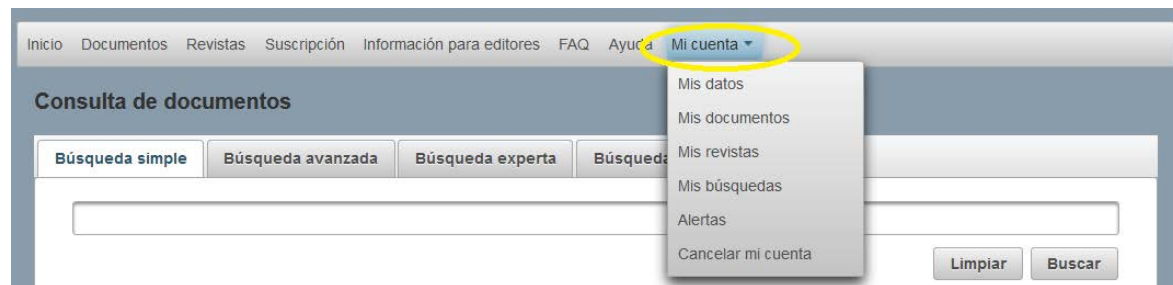 Inicio Documentos Revistas Suscripción Información para editores FAQ Ayuda Mi cuenta
Mis datos
Mis documentos
Mis revistas
Mis búsquedas
Alertas
Cancelar mi cuenta
Consulta de documentos
Búsqueda simple Búsqueda avanzada Búsqueda experta Búsqueda
Limpiar Buscar